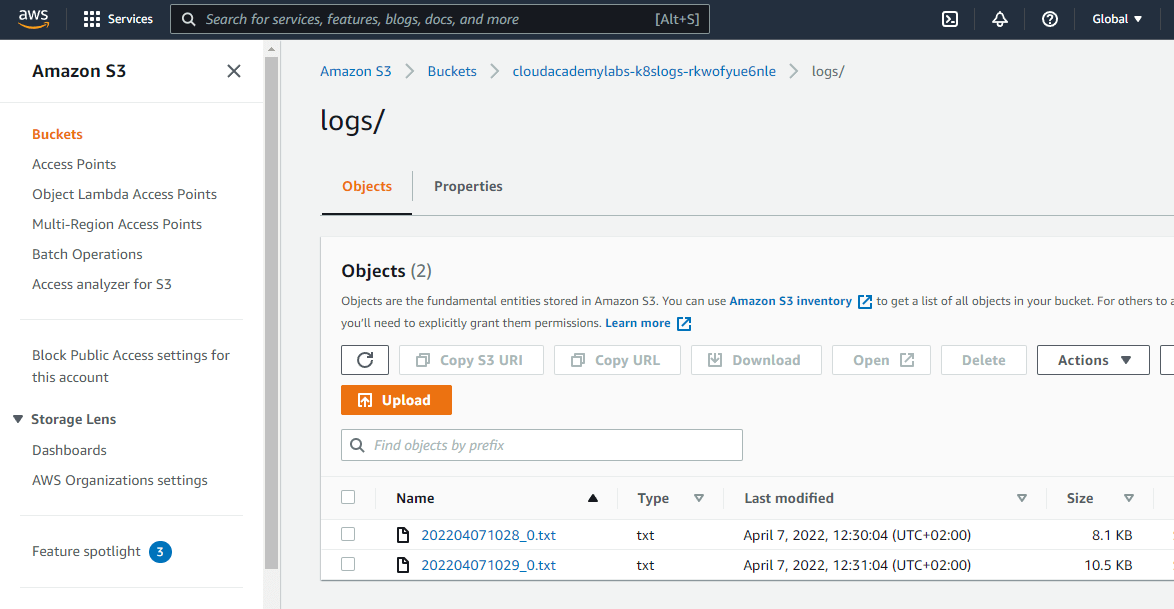 aws
Services
Search for services, features, blogs, docs, and more
[Alt+S]
Global
Amazon S3
Buckets
Access Points
Object Lambda Access Points
Multi-Region Access Points
Batch Operations
Access analyzer for S3
Block Public Access settings for
this account
Storage Lens
Dashboards
AWS Organizations settings
Feature spotlight 3
Amazon S3 > Buckets > cloudacademylabs-k8slogs-rkwofyue6nle > logs/
logs/
Objects
Properties
Objects (2)
Objects are the fundamental entities stored in Amazon S3. You can use Amazon S3 inventory to get a list of all objects in your bucket. For others to
you'll need to explicitly grant them permissions. Learn more
Copy S3 URI
Copy URL
Download
Open
Delete
Actions
Upload
Find objects by prefix
Name Type Last modified Size
202204071028_0.txt txt April 7, 2022, 12:30:04 (UTC+02:00) 8.1 KB
202204071029_0.txt txt April 7, 2022, 12:31:04 (UTC+02:00) 10.5 KB